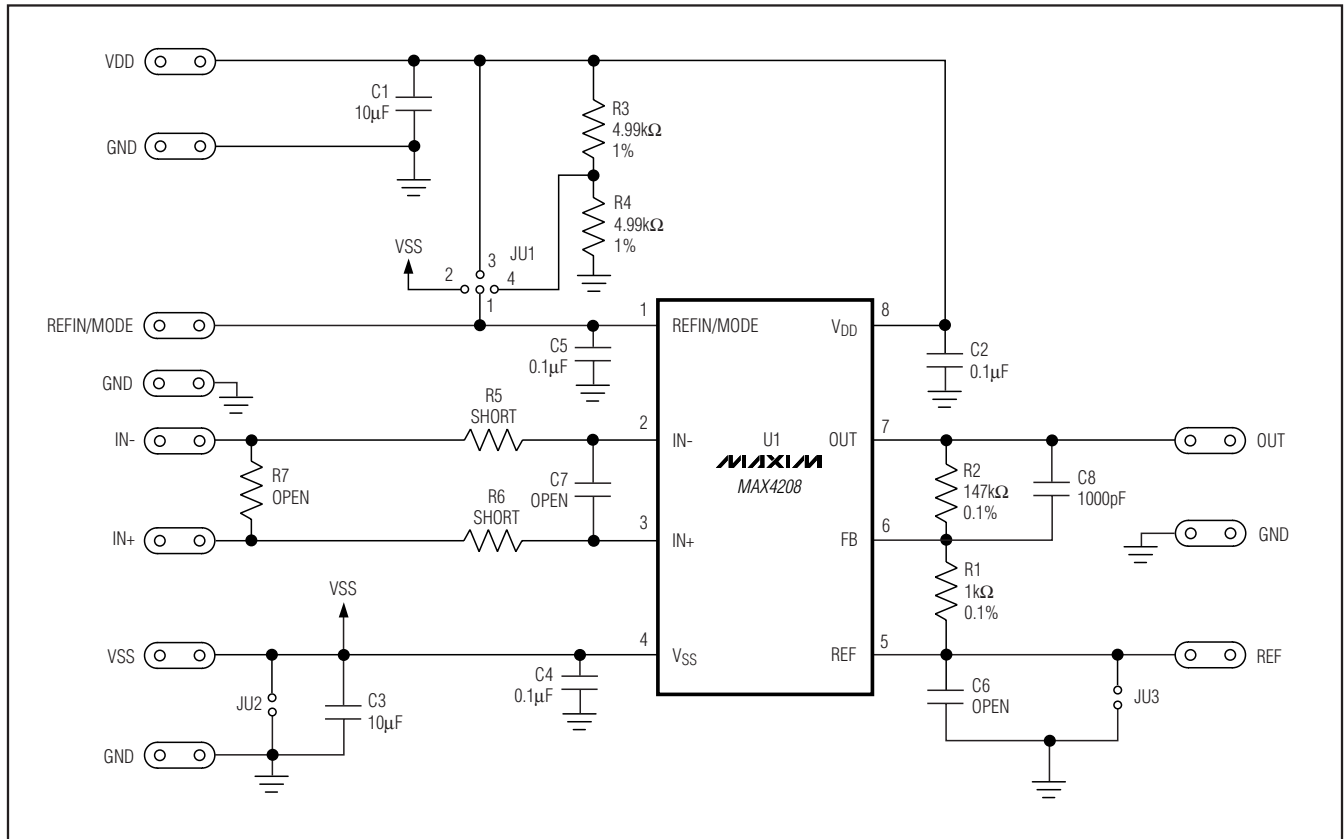 VDD
C1
10µF
GND
R3
4.99kΩ
1%
R4
4.99kΩ
1%
VSS
JU1
2
3
4
1
REFIN/MODE
1
REFIN/MODE
VDD
8
C5
0.1µF
C2
0.1µF
GND
R5
SHORT
IN-
2
IN-
U1
OUT
7
OUT
MAXIM
MAX4208
R7
OPEN
C7
OPEN
R2
147kΩ
0.1%
C8
1000pF
R6
SHORT
IN+
3
IN+
FB
6
GND
R1
1kΩ
0.1%
VSS
VSS
4
VSS
REF
5
REF
JU2
C3
10µF
C4
0.1µF
C6
OPEN
JU3
GND